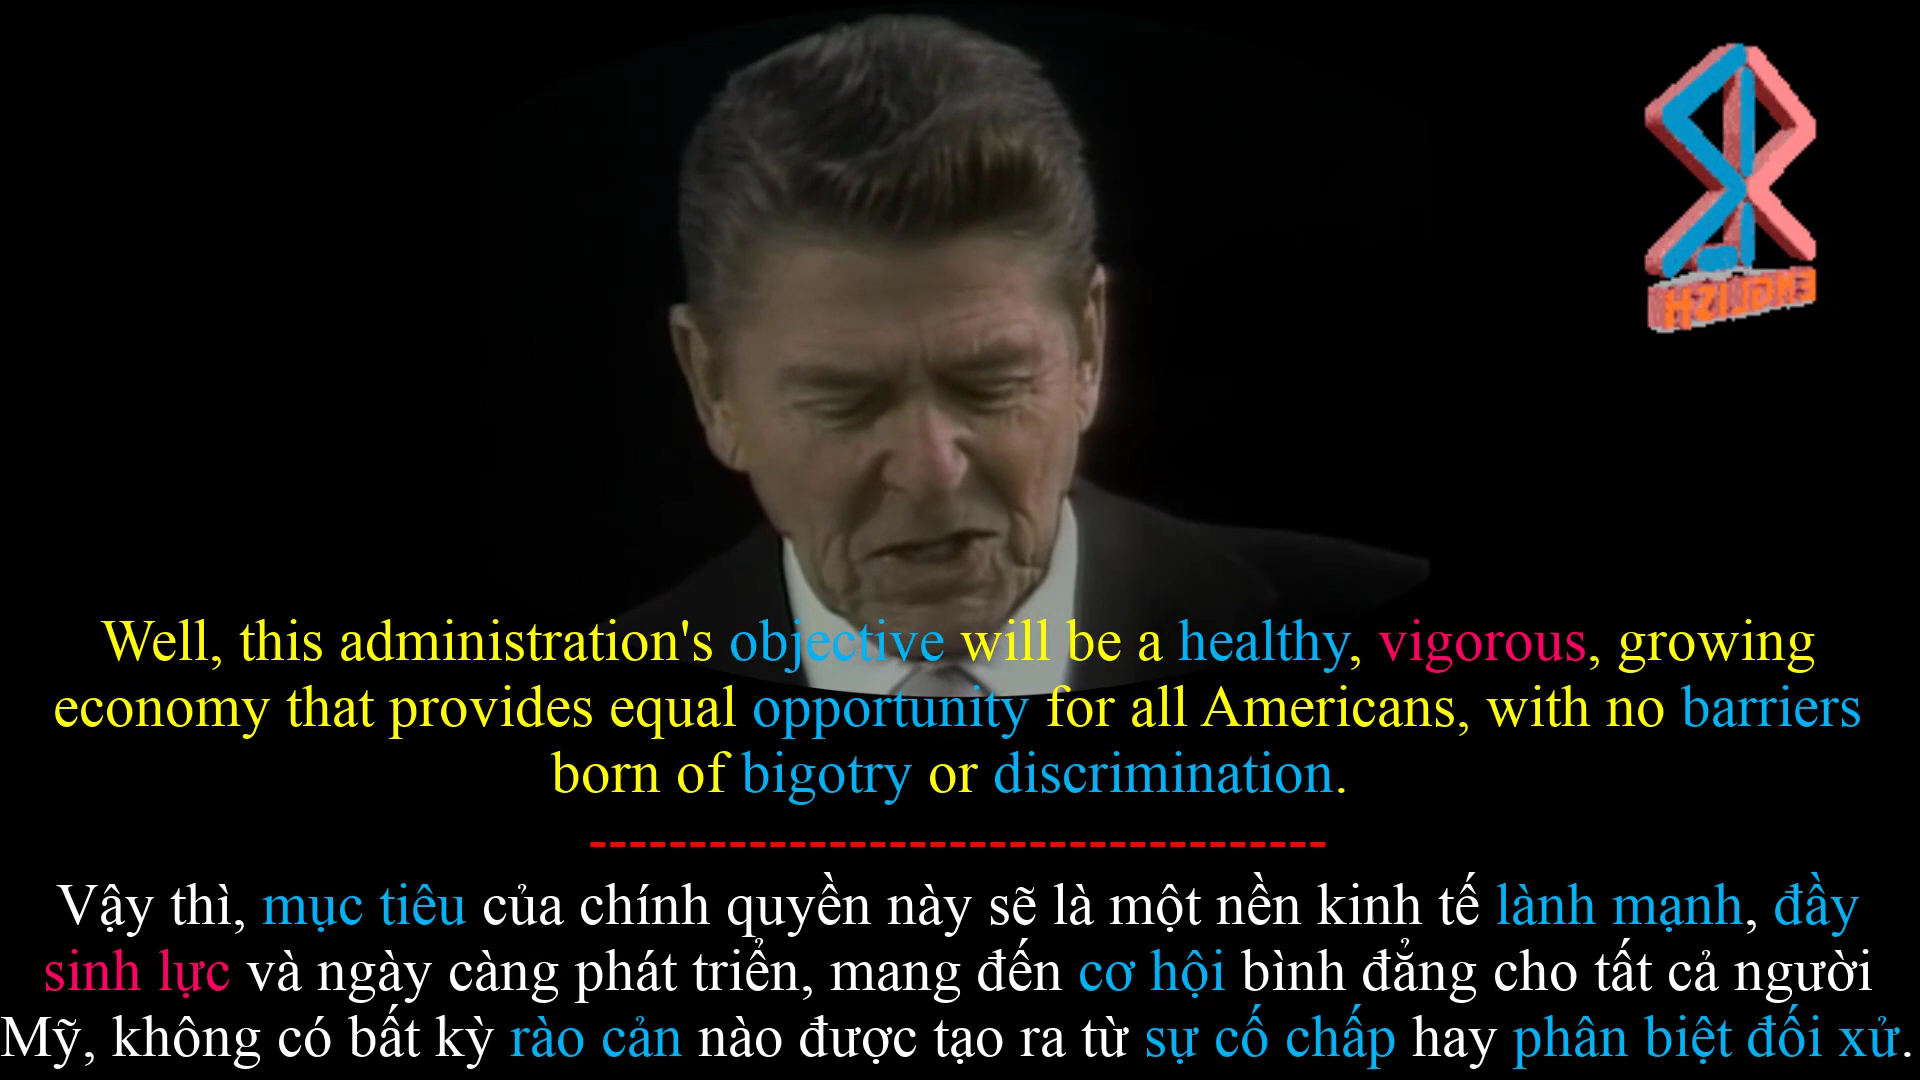 Well, this administration's objective will be a healthy, vigorous, growing
economy that provides equal opportunity for all Americans, with no barriers
born of bigotry or discrimination.
-------------------------------------
Vậy thì, mục tiêu của chính quyền này sẽ là một nền kinh tế lành mạnh, đầy
sinh lực và ngày càng phát triển, mang đến cơ hội bình đẳng cho tất cả người
Mỹ, không có bất kỳ rào cản nào được tạo ra từ sự cố chấp hay phân biệt đối xử.
ENGLISH